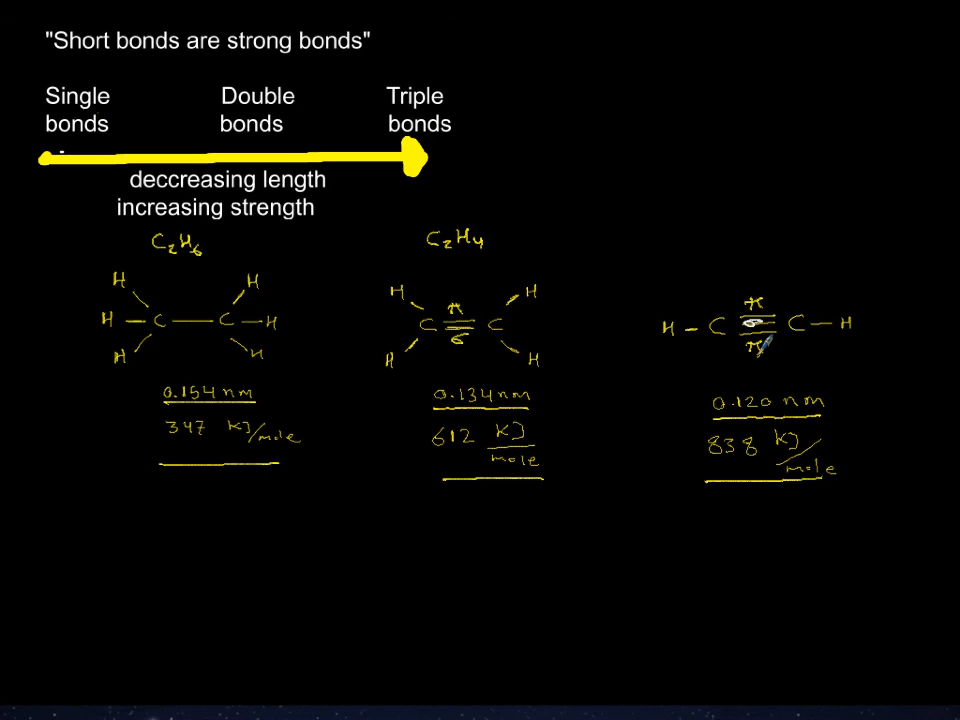 "Short bonds are strong bonds"
Single Double Triple
bonds bonds bonds
deccreasing length
increasing strength
C₂H₆ C₂H₄
H H H H
H – C — C – H C π σ C H – C π σ π C – H
H H H H
0.154 nm 0.134 nm 0.120 nm
347 KJ/mole 612 KJ/mole 838 KJ/mole